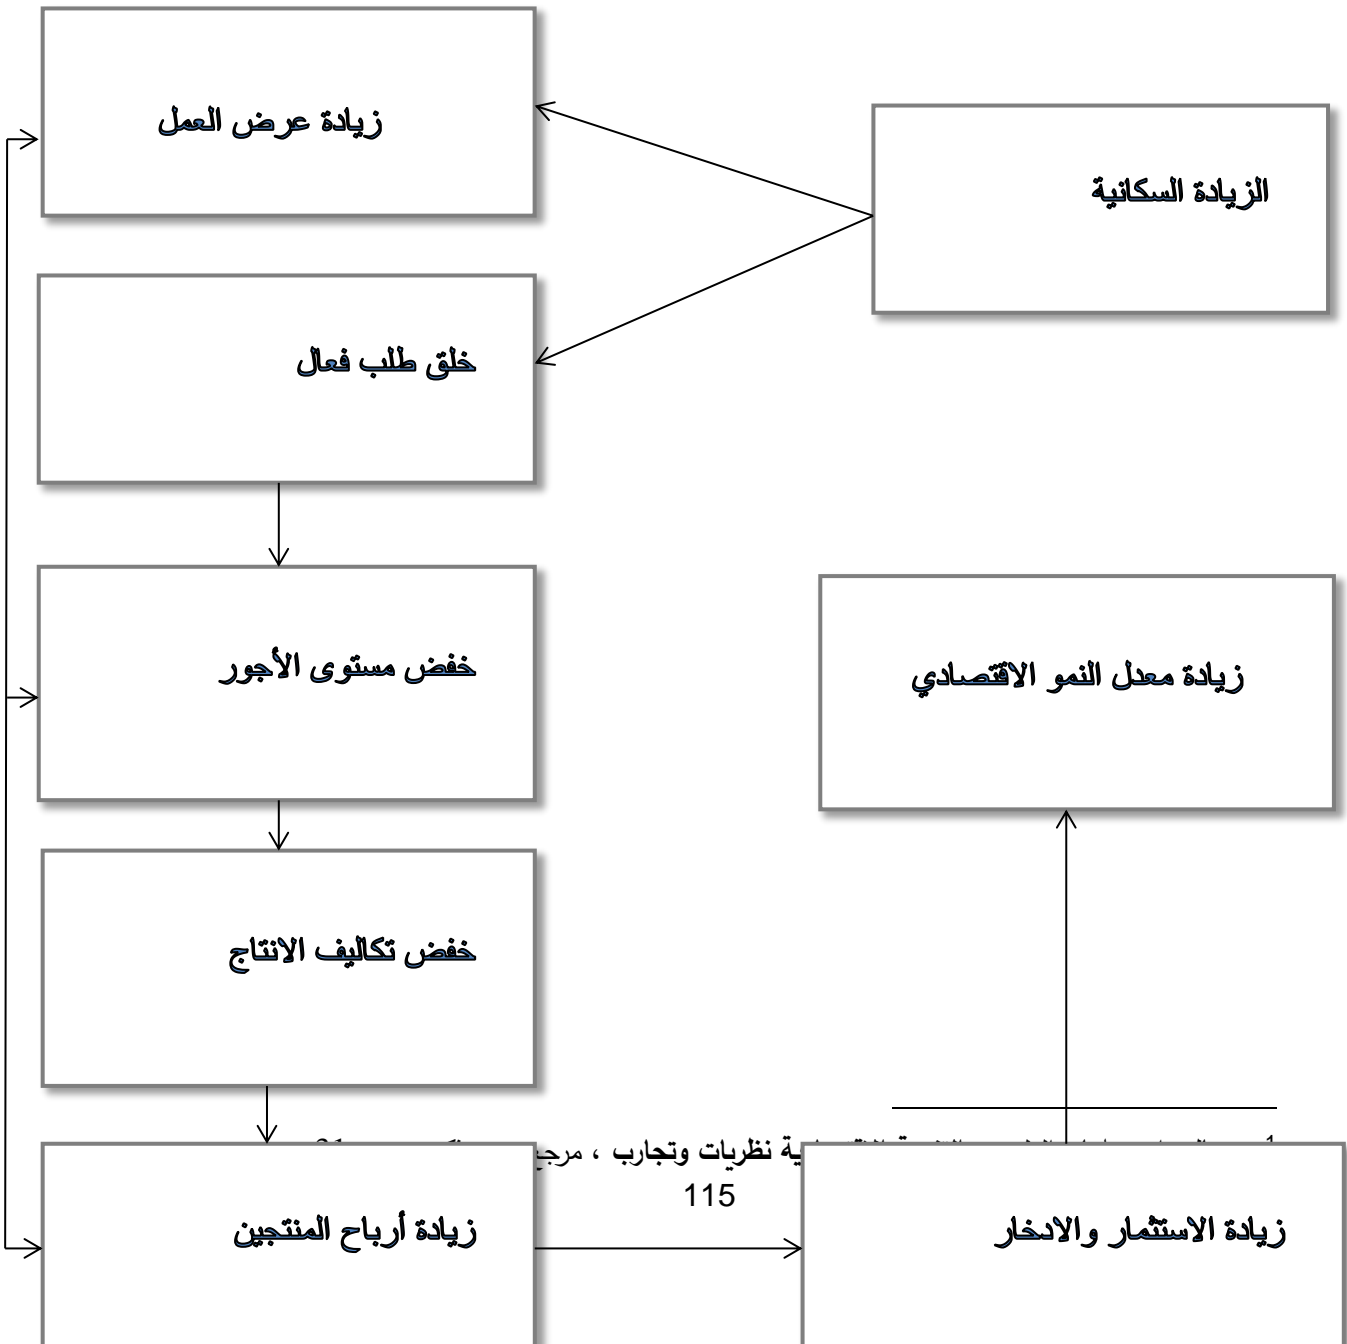 زيادة عرض العمل
الزيادة السكانية
خلق طلب فعال
خفض مستوى الأجور
زيادة معدل النمو الاقتصادي
خفض تكاليف الانتاج
نظريات وتجارب ،
115
زيادة أرباح المنتجين
زيادة الاستثمار والادخار